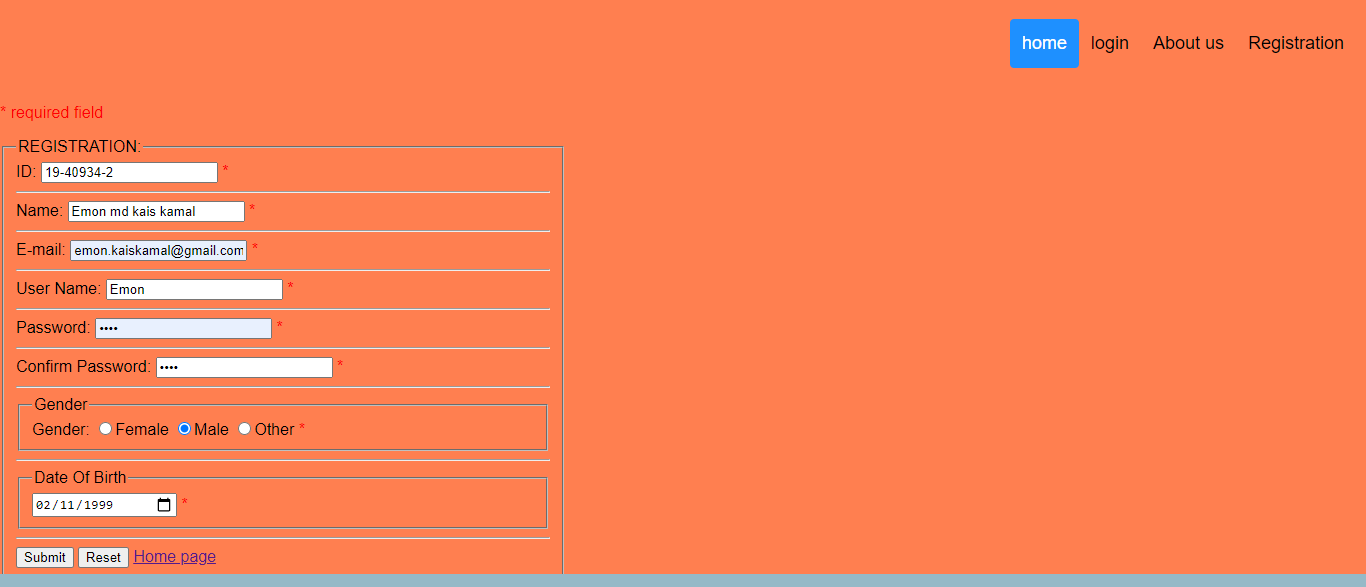 home login About us Registration
* required field
REGISTRATION:
ID: 19-40934-2 *
Name: Emon md kais kamal *
E-mail: emon.kaiskamal@gmail.com *
User Name: Emon *
Password: •••• *
Confirm Password: •••• *
Gender
Gender: Female Male Other *
Date Of Birth
02/11/1999 *
Submit Reset Home page